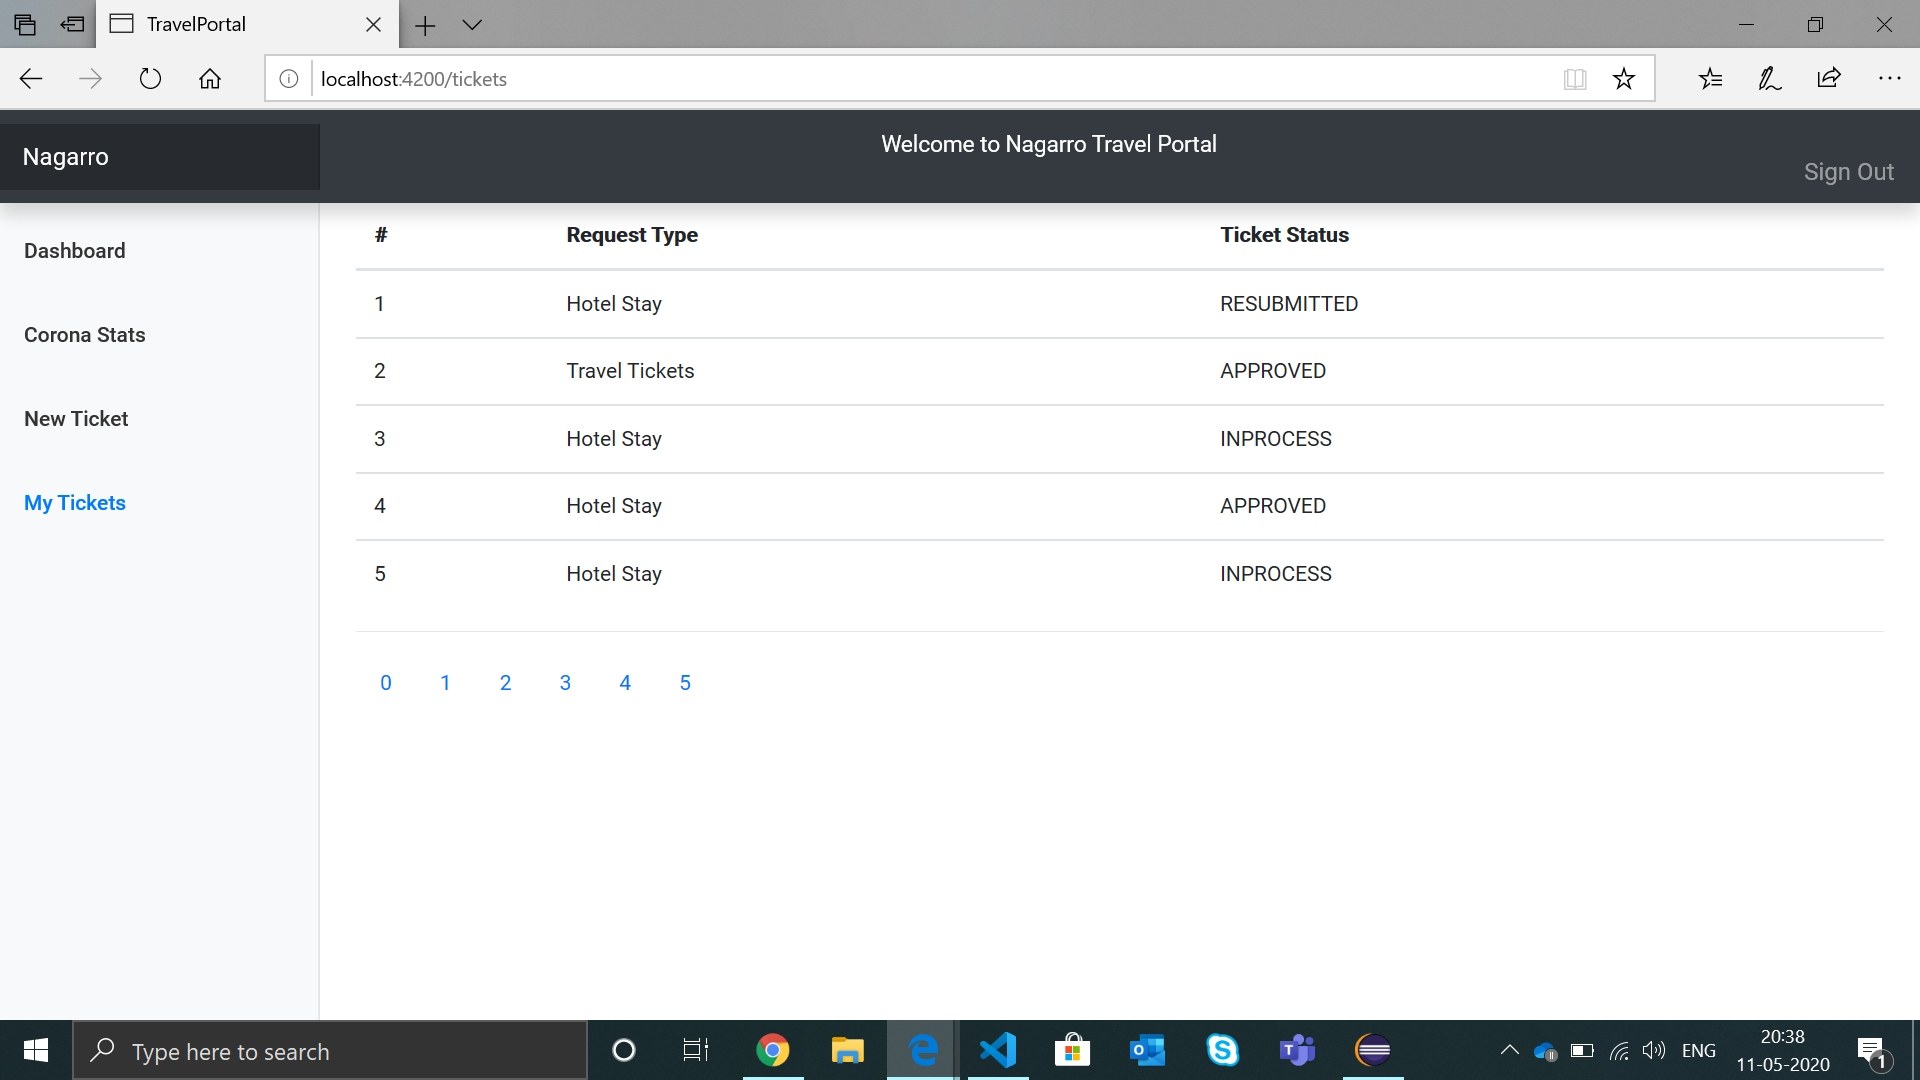 TravelPortal
localhost:4200/tickets
Nagarro
Welcome to Nagarro Travel Portal
Sign Out
Dashboard
Corona Stats
New Ticket
My Tickets
# Request Type Ticket Status
1 Hotel Stay RESUBMITTED
2 Travel Tickets APPROVED
3 Hotel Stay INPROCESS
4 Hotel Stay APPROVED
5 Hotel Stay INPROCESS
0 1 2 3 4 5
Type here to search
ENG
20:38
11-05-2020
1